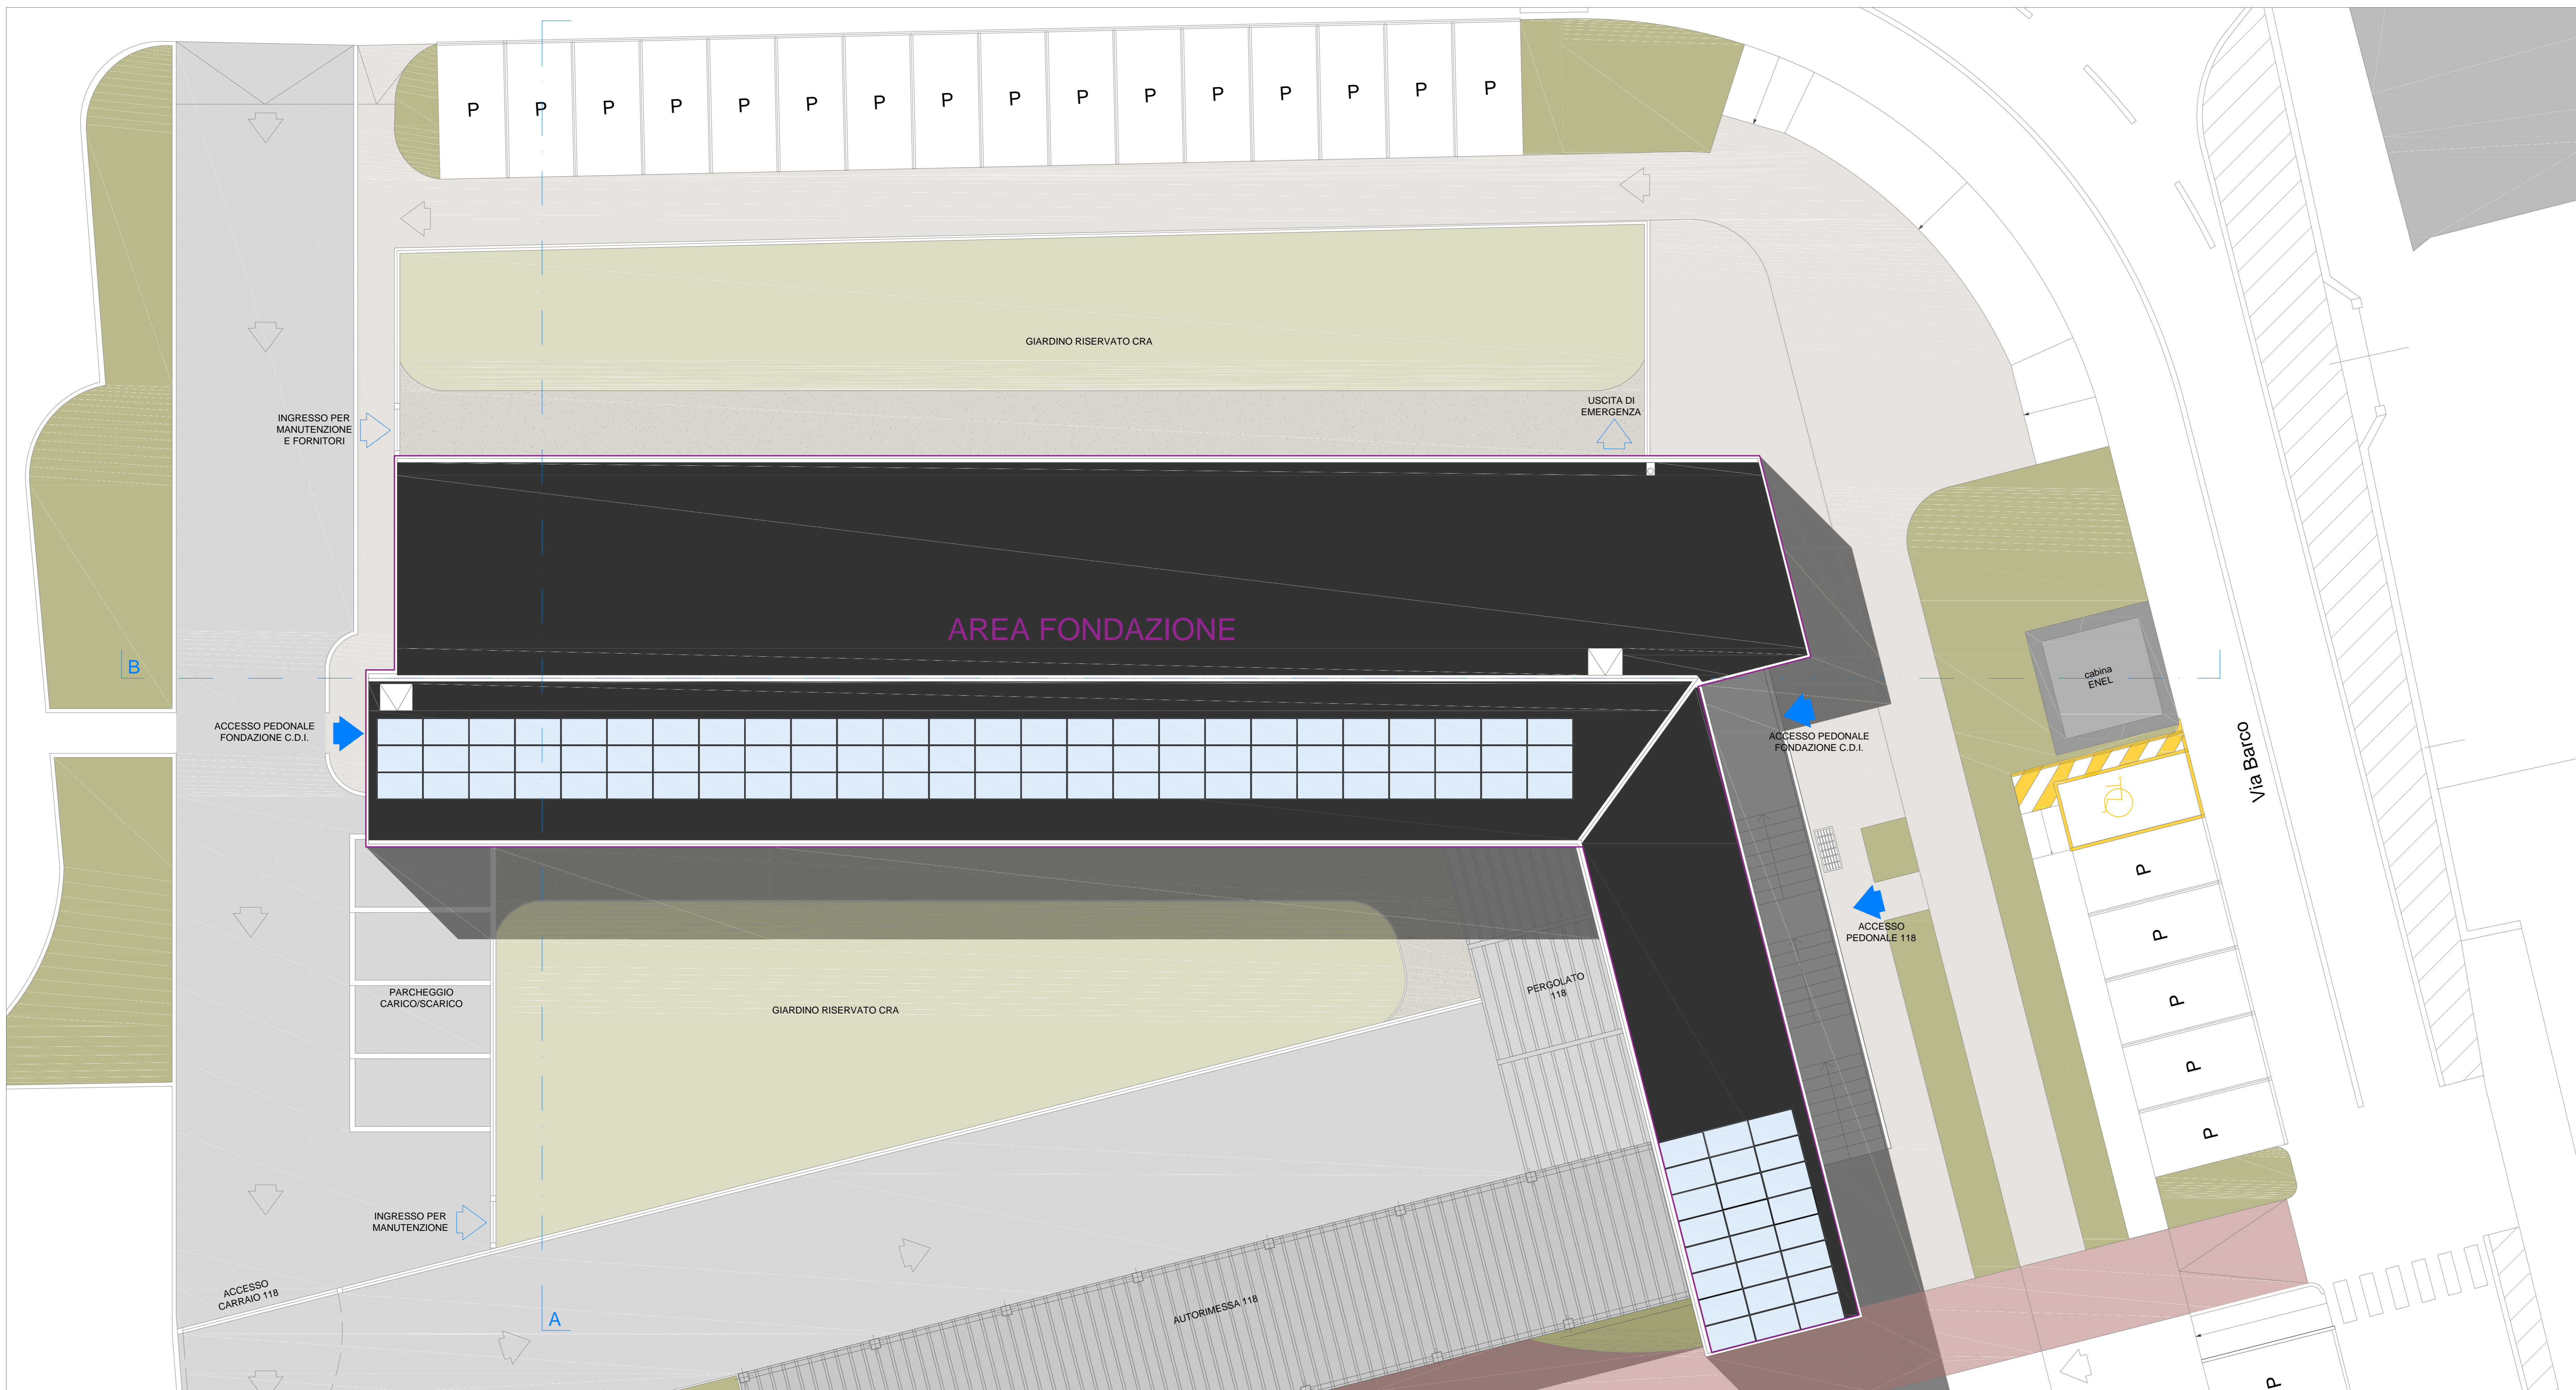 P P P P P P P P P P P P P P P P
GIARDINO RISERVATO CRA
INGRESSO PER
MANUTENZIONE
E FORNITORI
USCITA DI
EMERGENZA
AREA FONDAZIONE
B
cabina
ENEL
ACCESSO PEDONALE
FONDAZIONE C.D.I.
ACCESSO PEDONALE
FONDAZIONE C.D.I.
Via Barco
P
P
P
P
P
ACCESSO
PEDONALE 118
PERGOLATO
118
PARCHEGGIO
CARICO/SCARICO
GIARDINO RISERVATO CRA
INGRESSO PER
MANUTENZIONE
ACCESSO
CARRAIO 118
AUTORIMESSA 118
A
P